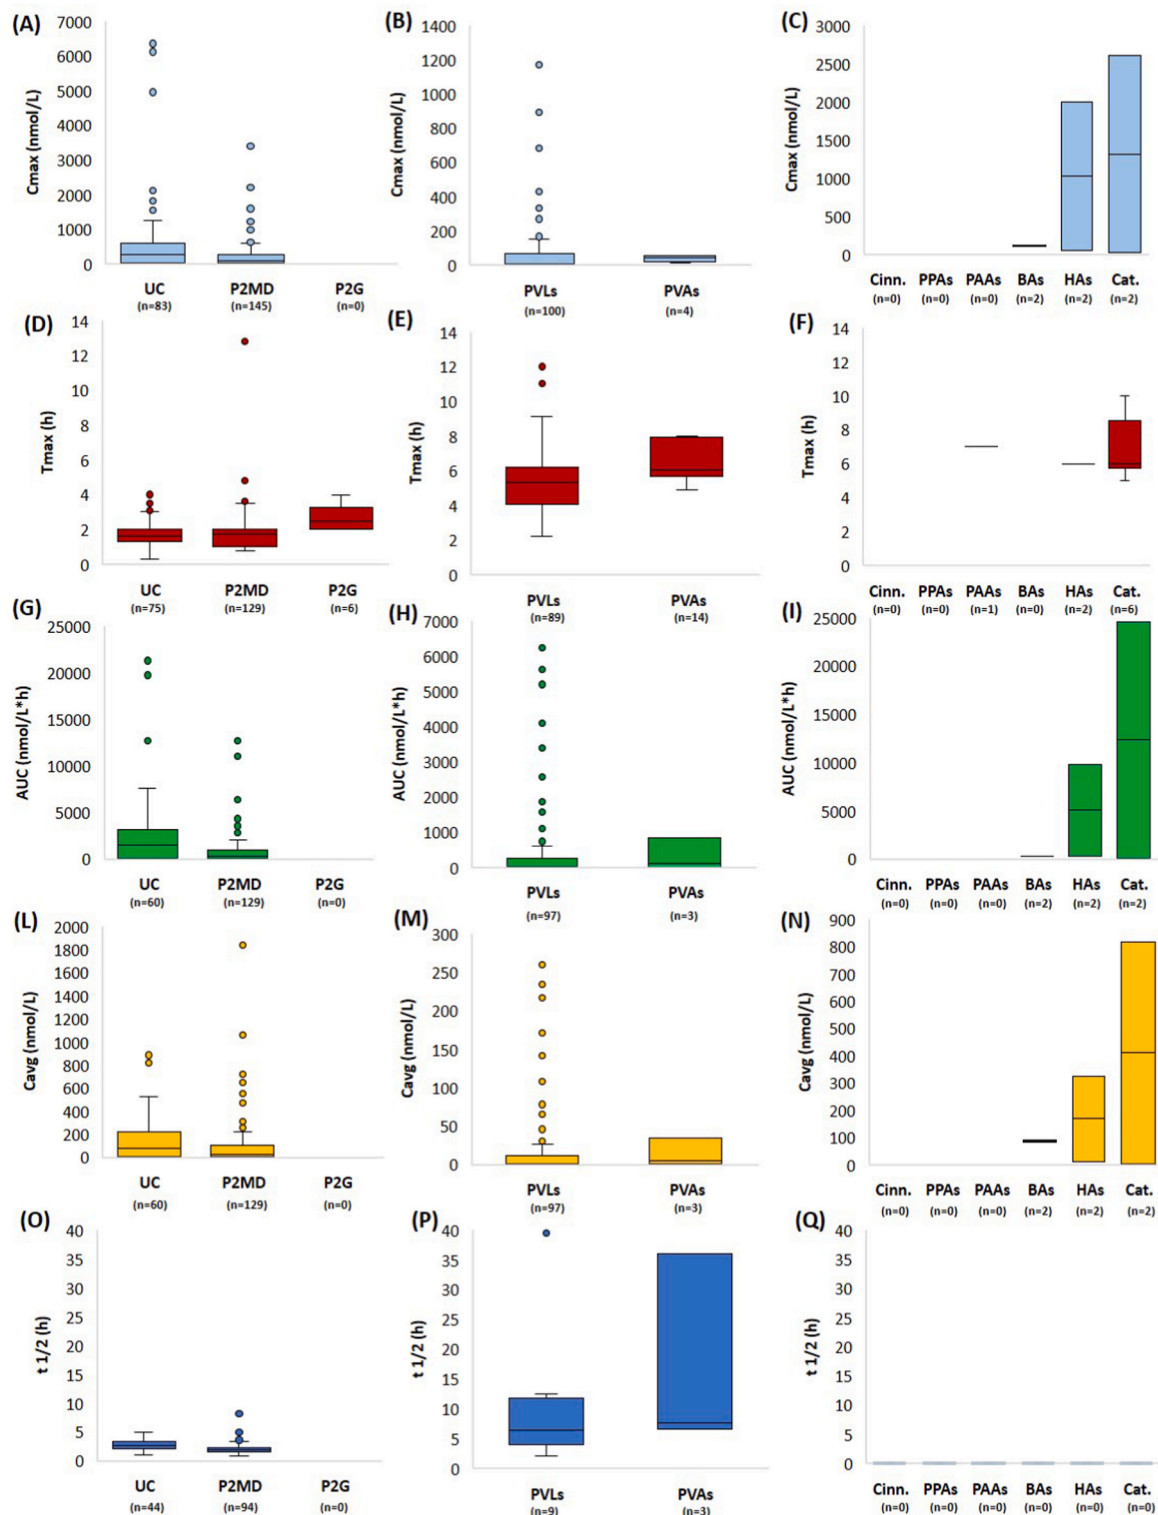 (A)
Cmax (nmol/L)
7000
6000
5000
4000
3000
2000
1000
0
UC P2MD P2G
(n=83) (n=145) (n=0)
(B)
Cmax (nmol/L)
1400
1200
1000
800
600
400
200
0
PVLs PVAs
(n=100) (n=4)
(C)
Cmax (nmol/L)
3000
2500
2000
1500
1000
500
0
Cinn. PPAs PAAs BAs HAs Cat.
(n=0) (n=0) (n=0) (n=2) (n=2) (n=2)
(D)
Tmax (h)
14
12
10
8
6
4
2
0
UC P2MD P2G
(n=75) (n=129) (n=6)
(E)
Tmax (h)
14
12
10
8
6
4
2
0
PVLs PVAs
(n=89) (n=14)
(F)
Tmax (h)
14
12
10
8
6
4
2
0
Cinn. PPAs PAAs BAs HAs Cat.
(n=0) (n=0) (n=1) (n=0) (n=2) (n=6)
(G)
AUC (nmol/L*h)
25000
20000
15000
10000
5000
0
UC P2MD P2G
(n=60) (n=129) (n=0)
(H)
AUC (nmol/L*h)
7000
6000
5000
4000
3000
2000
1000
0
PVLs PVAs
(n=97) (n=3)
(I)
AUC (nmol/L*h)
25000
20000
15000
10000
5000
0
Cinn. PPAs PAAs BAs HAs Cat.
(n=0) (n=0) (n=0) (n=2) (n=2) (n=2)
(L)
Cavg (nmol/L)
2000
1800
1600
1400
1200
1000
800
600
400
200
0
UC P2MD P2G
(n=60) (n=129) (n=0)
(M)
Cavg (nmol/L)
300
250
200
150
100
50
0
PVLs PVAs
(n=97) (n=3)
(N)
Cavg (nmol/L)
900
800
700
600
500
400
300
200
100
0
Cinn. PPAs PAAs BAs HAs Cat.
(n=0) (n=0) (n=0) (n=2) (n=2) (n=2)
(O)
t 1/2 (h)
40
35
30
25
20
15
10
5
0
UC P2MD P2G
(n=44) (n=94) (n=0)
(P)
t 1/2 (h)
40
35
30
25
20
15
10
5
0
PVLs PVAs
(n=9) (n=3)
(Q)
t 1/2 (h)
40
35
30
25
20
15
10
5
0
Cinn. PPAs PAAs BAs HAs Cat.
(n=0) (n=0) (n=0) (n=0) (n=0) (n=0)